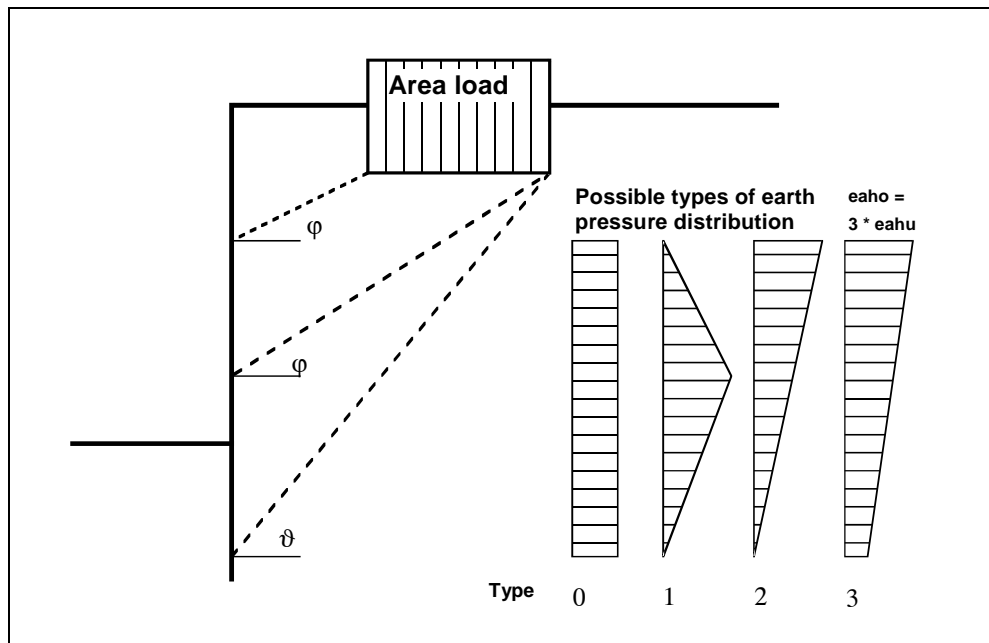 Area load
Possible types of earth
pressure distribution
eaho =
3 * eahu
φ
φ
ϑ
Type 0 1 2 3